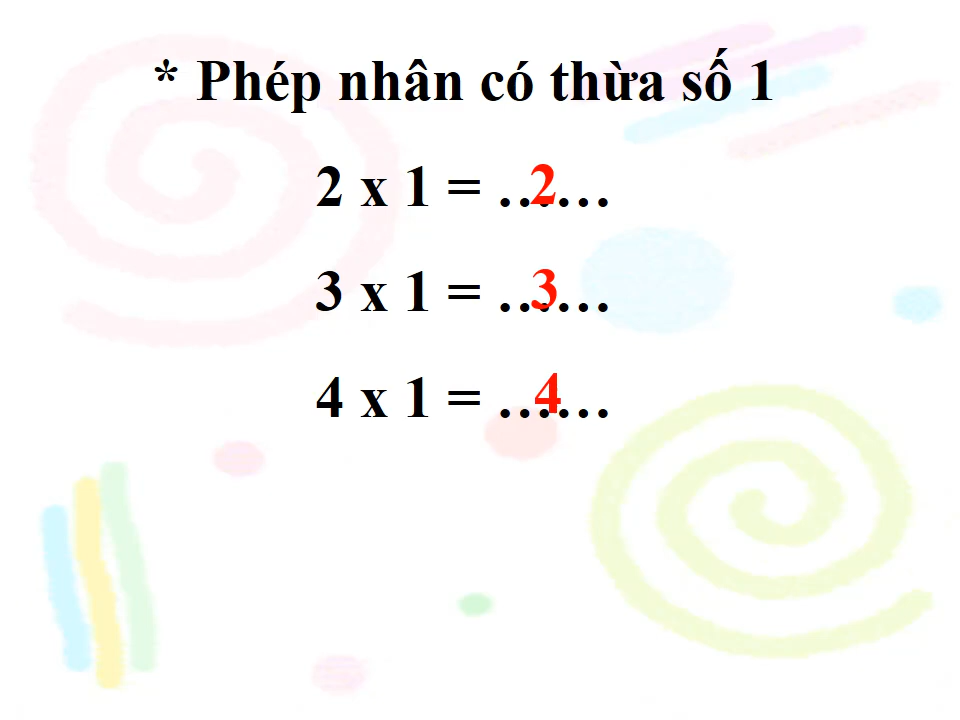 * Phép nhân có thừa số 1
2 x 1 = ...2...
3 x 1 = ...3...
4 x 1 = ...4...